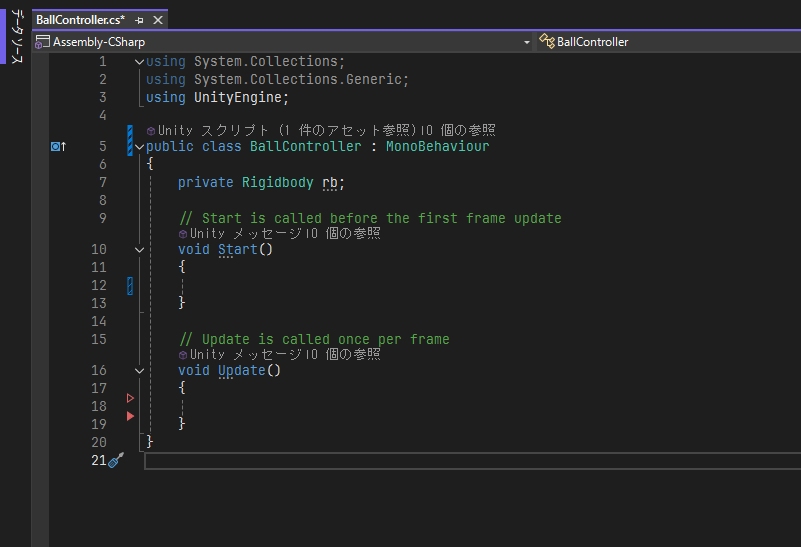 データ ソース
BallController.cs*
Assembly-CSharp
BallController
1 using System.Collections;
2 using System.Collections.Generic;
3 using UnityEngine;
4
Unity スクリプト (1 件のアセット参照)|0 個の参照
5 public class BallController : MonoBehaviour
6 {
7 private Rigidbody rb;
8
9 // Start is called before the first frame update
Unity メッセージ|0 個の参照
10 void Start()
11 {
12
13 }
14
15 // Update is called once per frame
Unity メッセージ|0 個の参照
16 void Update()
17 {
18
19 }
20 }
21